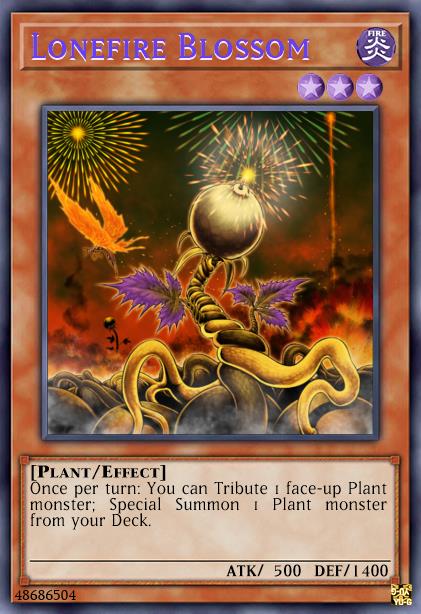 Lonefire Blossom
FIRE
炎
[Plant/Effect]
Once per turn: You can Tribute 1 face-up Plant
monster; Special Summon 1 Plant monster
from your Deck.
ATK/ 500 DEF/1400
48686504